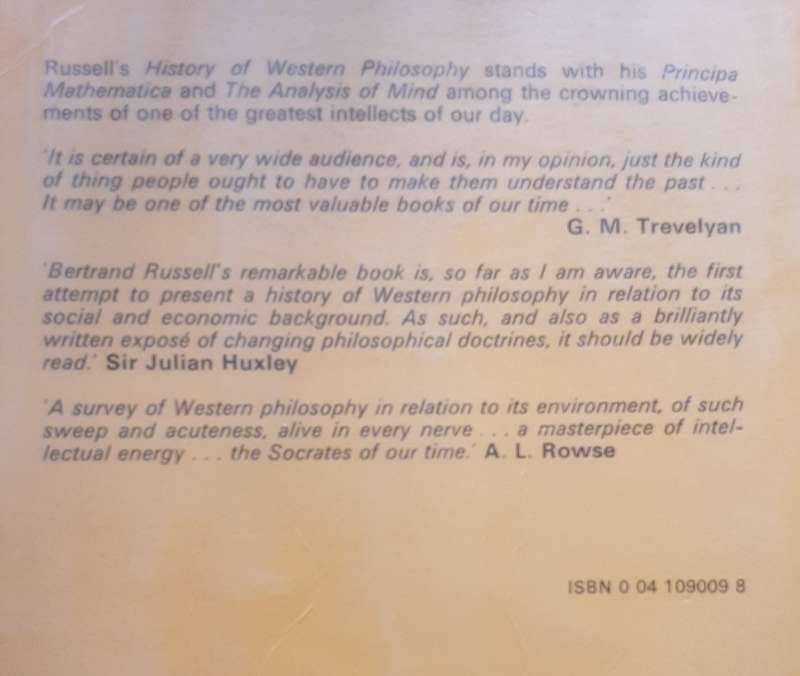 Russell's History of Western Philosophy stands with his Principa
Mathematica and The Analysis of Mind among the crowning achieve-
ments of one of the greatest intellects of our day.
'It is certain of a very wide audience, and is, in my opinion, just the kind
of thing people ought to have to make them understand the past . . .
It may be one of the most valuable books of our time . . .'
G. M. Trevelyan
'Bertrand Russell's remarkable book is, so far as I am aware, the first
attempt to present a history of Western philosophy in relation to its
social and economic background. As such, and also as a brilliantly
written exposé of changing philosophical doctrines, it should be widely
read.' Sir Julian Huxley
'A survey of Western philosophy in relation to its environment, of such
sweep and acuteness, alive in every nerve . . . a masterpiece of intel-
lectual energy . . . the Socrates of our time.' A. L. Rowse
ISBN 0 04 109009 8